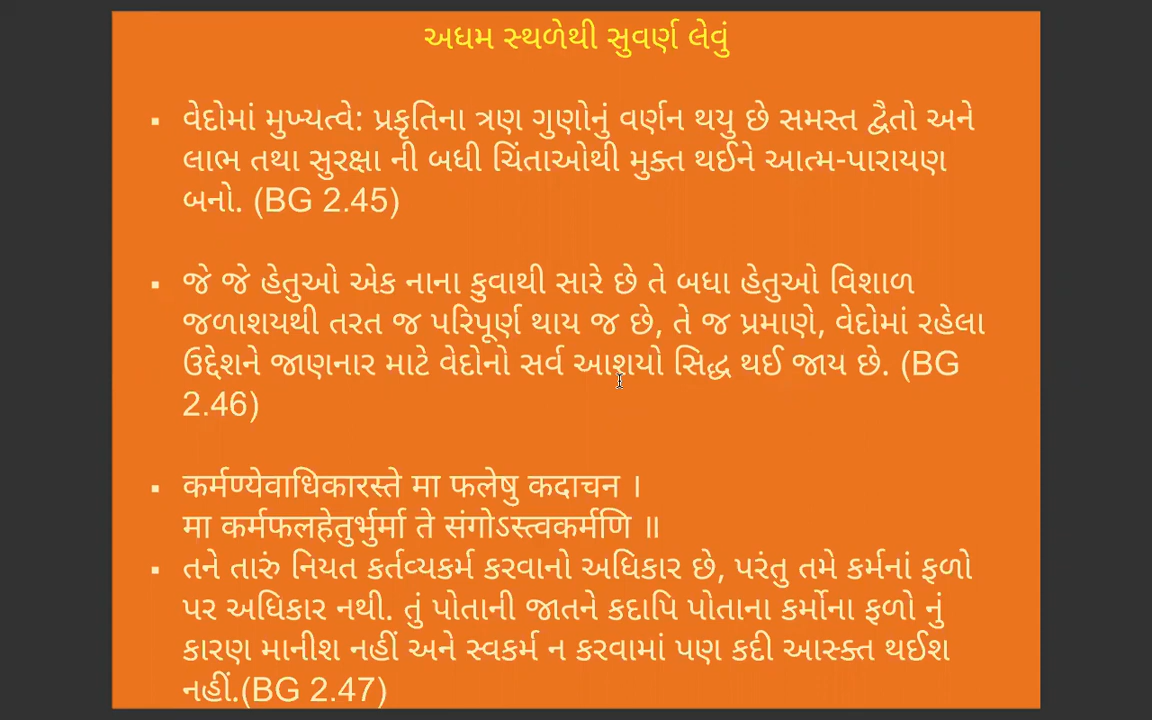 અધમ સ્થળેથી સુવર્ણ લેવું
▪ વેદોમાં મુખ્યત્વે: પ્રકૃતિના ત્રણ ગુણોનું વર્ણન થયુ છે સમસ્ત દ્વૈતો અને
લાભ તથા સુરક્ષા ની બધી ચિંતાઓથી મુક્ત થઈને આત્મ-પારાયણ
બનો. (BG 2.45)
▪ જે જે હેતુઓ એક નાના કુવાથી સારે છે તે બધા હેતુઓ વિશાળ
જળાશયથી તરત જ પરિપૂર્ણ થાય જ છે, તે જ પ્રમાણે, વેદોમાં રહેલા
ઉદ્દેશને જાણનાર માટે વેદોનો સર્વ આશયો સિદ્ધ થઈ જાય છે. (BG
2.46)
▪ कर्मण्येवाधिकारस्ते मा फलेषु कदाचन ।
मा कर्मफलहेतुर्भुर्मा ते संगोऽस्त्वकर्मणि ॥
▪ તને તારું નિયત કર્તવ્યકર્મ કરવાનો અધિકાર છે, પરંતુ તમે કર્મનાં ફળો
પર અધિકાર નથી. તું પોતાની જાતને કદાપિ પોતાના કર્મોના ફળો નું
કારણ માનીશ નહીં અને સ્વકર્મ ન કરવામાં પણ કદી આસ્ક્ત થઈશ
નહીં.(BG 2.47)